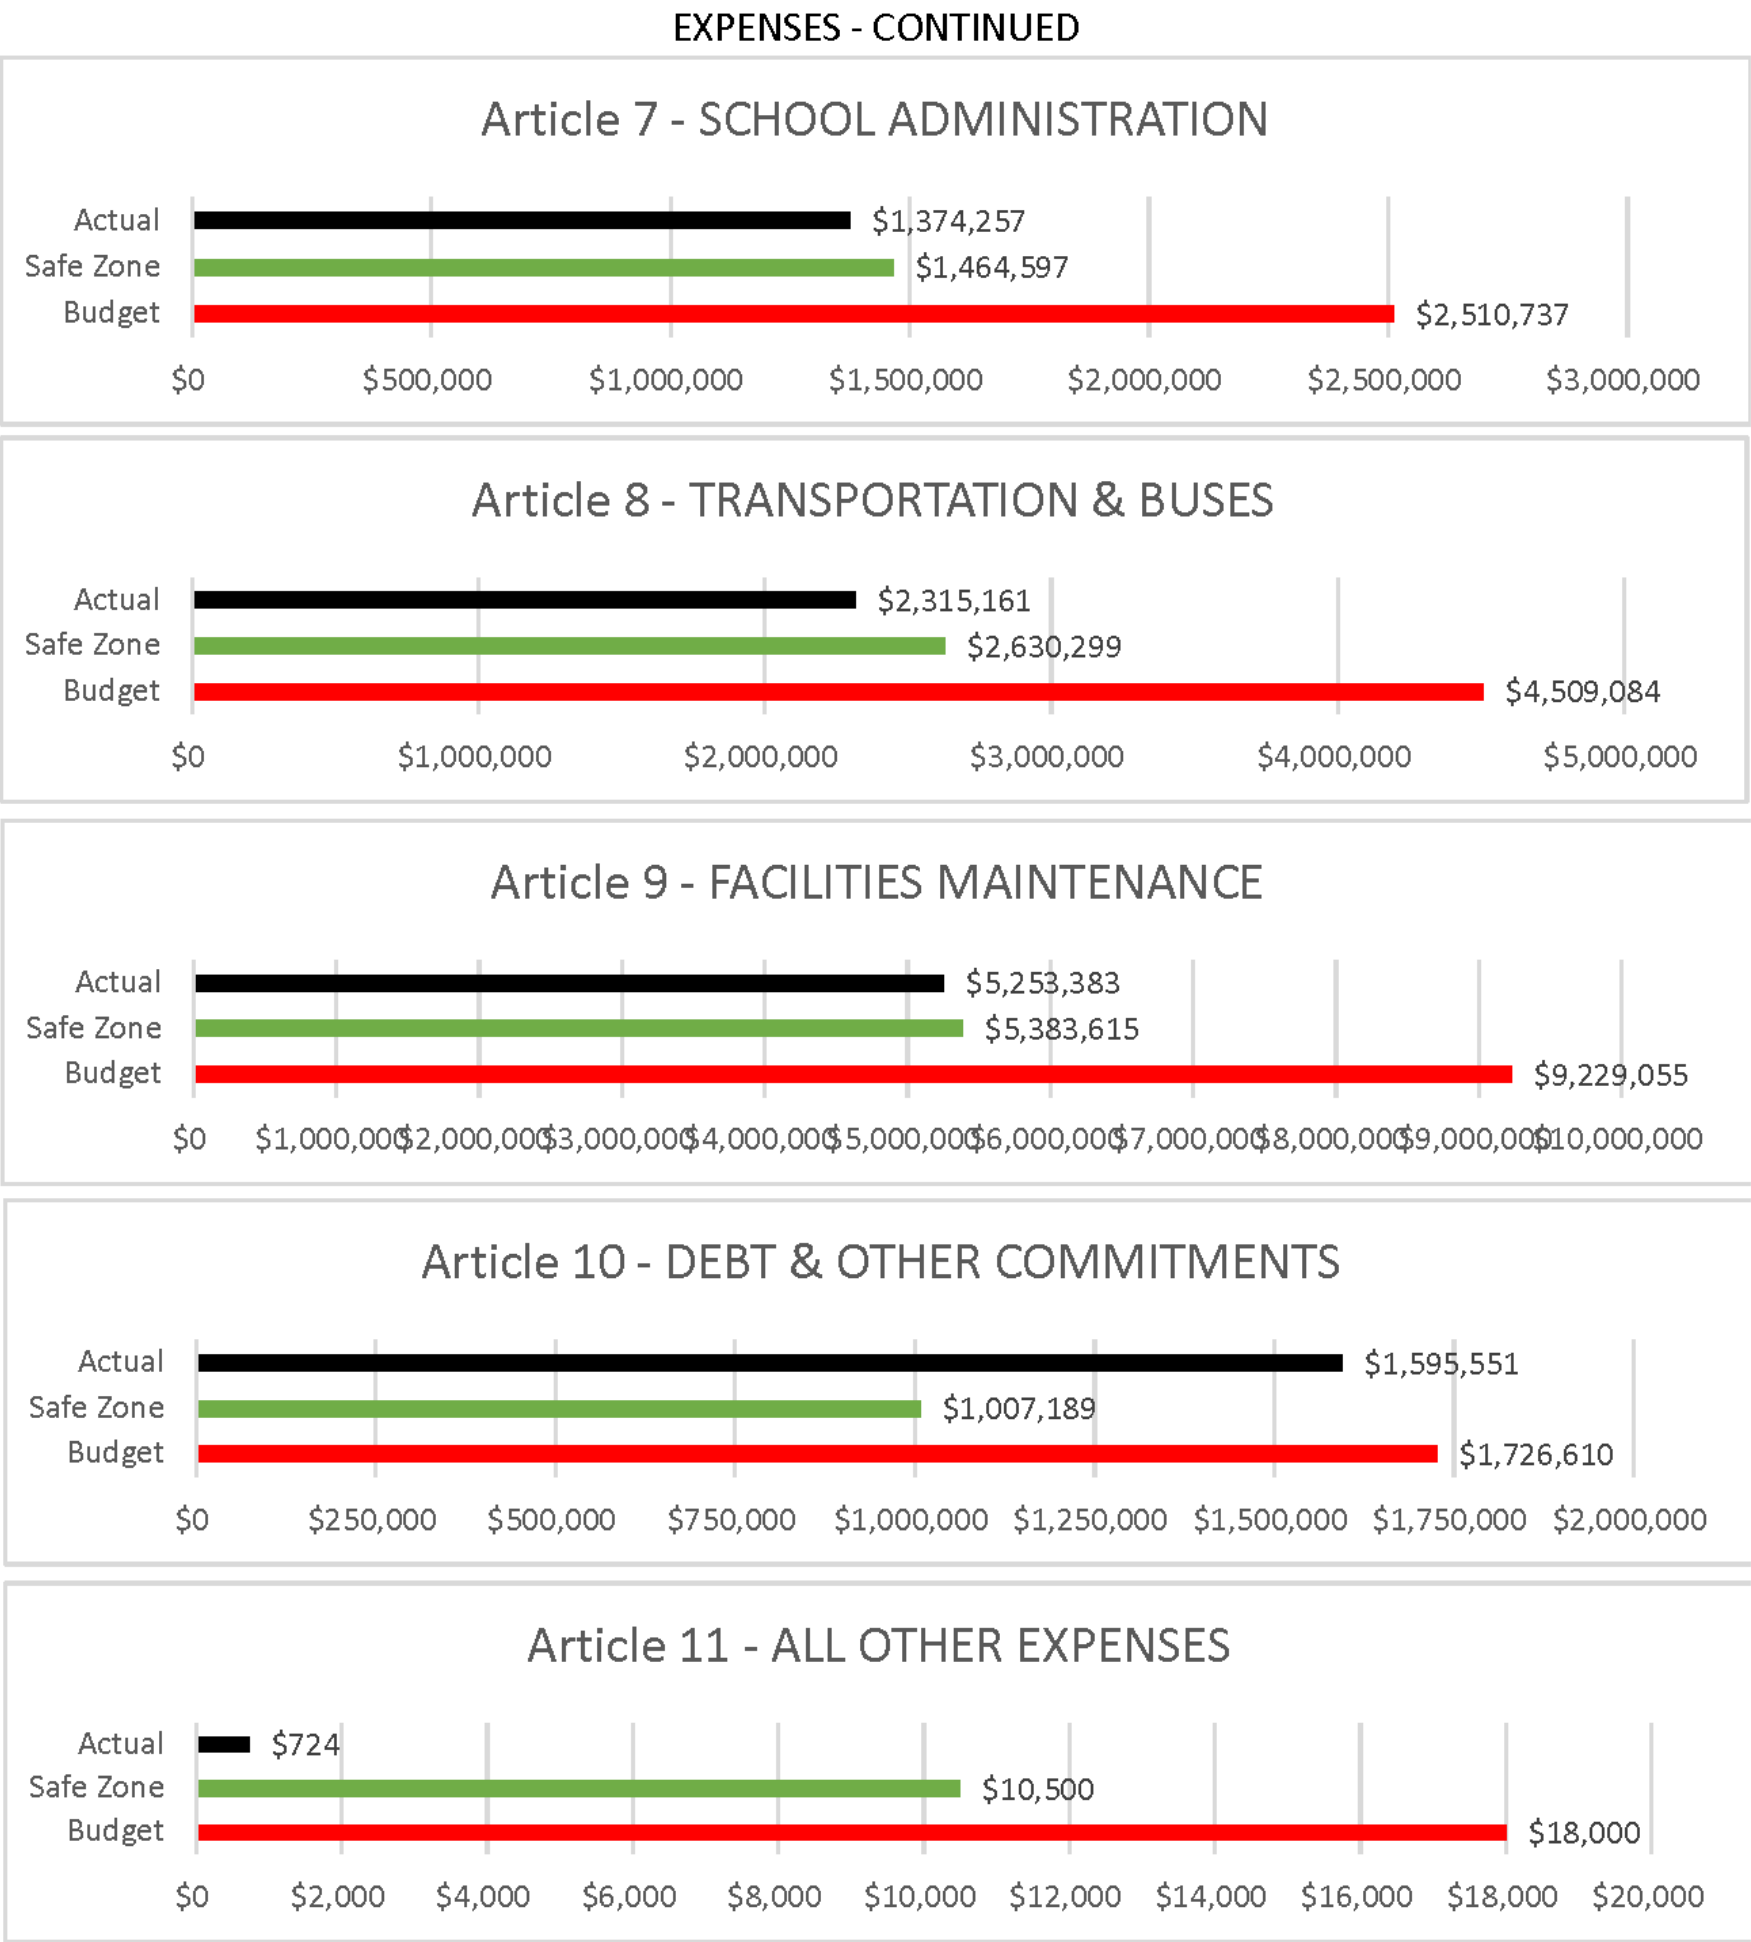 EXPENSES - CONTINUED
Article 7 - SCHOOL ADMINISTRATION
Actual $1,374,257
Safe Zone $1,464,597
Budget $2,510,737
$0 $500,000 $1,000,000 $1,500,000 $2,000,000 $2,500,000 $3,000,000
Article 8 - TRANSPORTATION & BUSES
Actual $2,315,161
Safe Zone $2,630,299
Budget $4,509,084
$0 $1,000,000 $2,000,000 $3,000,000 $4,000,000 $5,000,000
Article 9 - FACILITIES MAINTENANCE
Actual $5,253,383
Safe Zone $5,383,615
Budget $9,229,055
$0 $1,000,000 $2,000,000 $3,000,000 $4,000,000 $5,000,000 $6,000,000 $7,000,000 $8,000,000 $9,000,000 $10,000,000
Article 10 - DEBT & OTHER COMMITMENTS
Actual $1,595,551
Safe Zone $1,007,189
Budget $1,726,610
$0 $250,000 $500,000 $750,000 $1,000,000 $1,250,000 $1,500,000 $1,750,000 $2,000,000
Article 11 - ALL OTHER EXPENSES
Actual $724
Safe Zone $10,500
Budget $18,000
$0 $2,000 $4,000 $6,000 $8,000 $10,000 $12,000 $14,000 $16,000 $18,000 $20,000